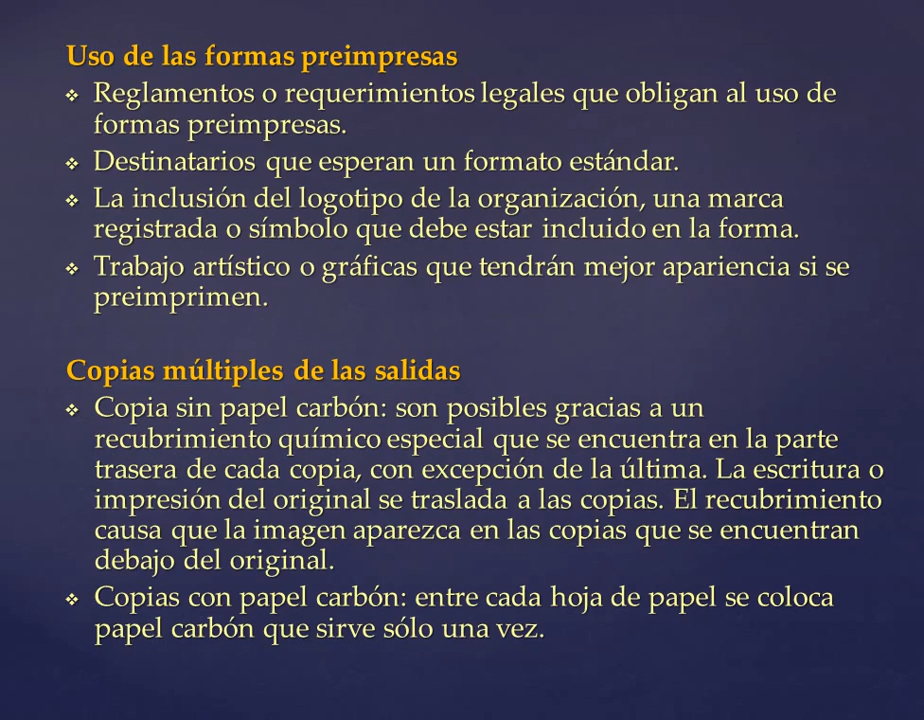 Uso de las formas preimpresas
❖ Reglamentos o requerimientos legales que obligan al uso de
formas preimpresas.
❖ Destinatarios que esperan un formato estándar.
❖ La inclusión del logotipo de la organización, una marca
registrada o símbolo que debe estar incluido en la forma.
❖ Trabajo artístico o gráficas que tendrán mejor apariencia si se
preimprimen.
Copias múltiples de las salidas
❖ Copia sin papel carbón: son posibles gracias a un
recubrimiento químico especial que se encuentra en la parte
trasera de cada copia, con excepción de la última. La escritura o
impresión del original se traslada a las copias. El recubrimiento
causa que la imagen aparezca en las copias que se encuentran
debajo del original.
❖ Copias con papel carbón: entre cada hoja de papel se coloca
papel carbón que sirve sólo una vez.